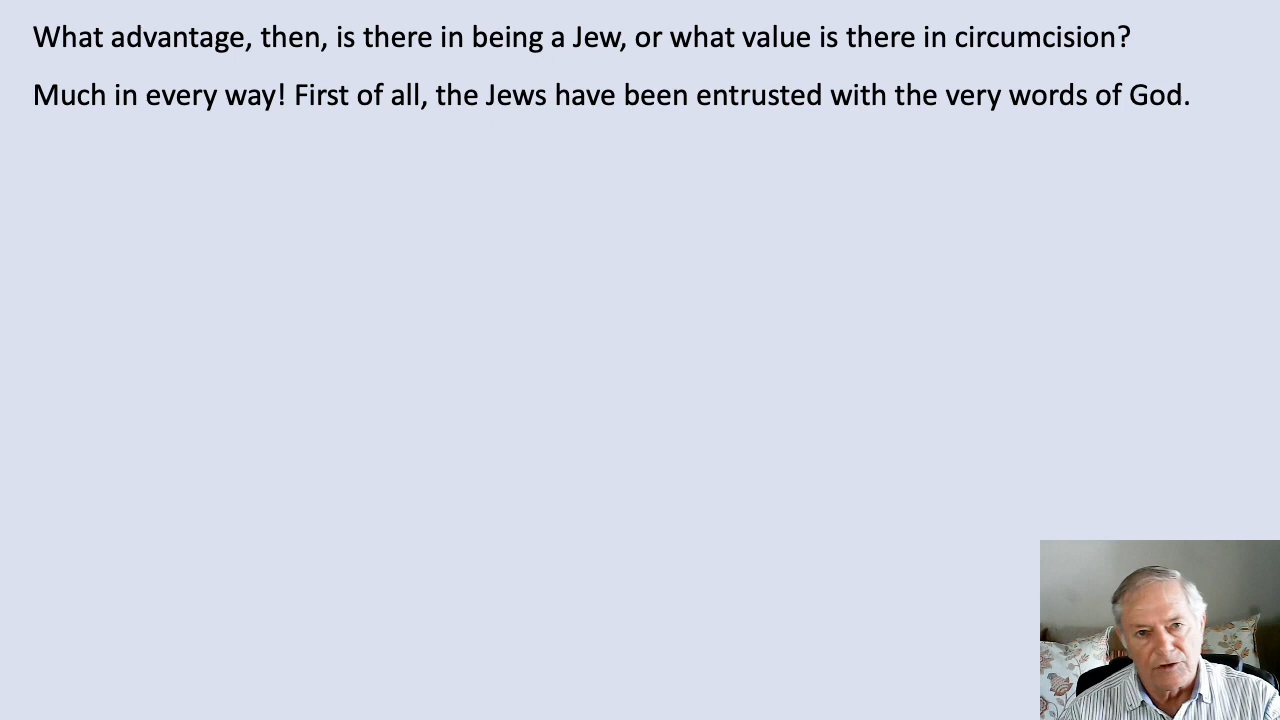 What advantage, then, is there in being a Jew, or what value is there in circumcision?
Much in every way! First of all, the Jews have been entrusted with the very words of God.